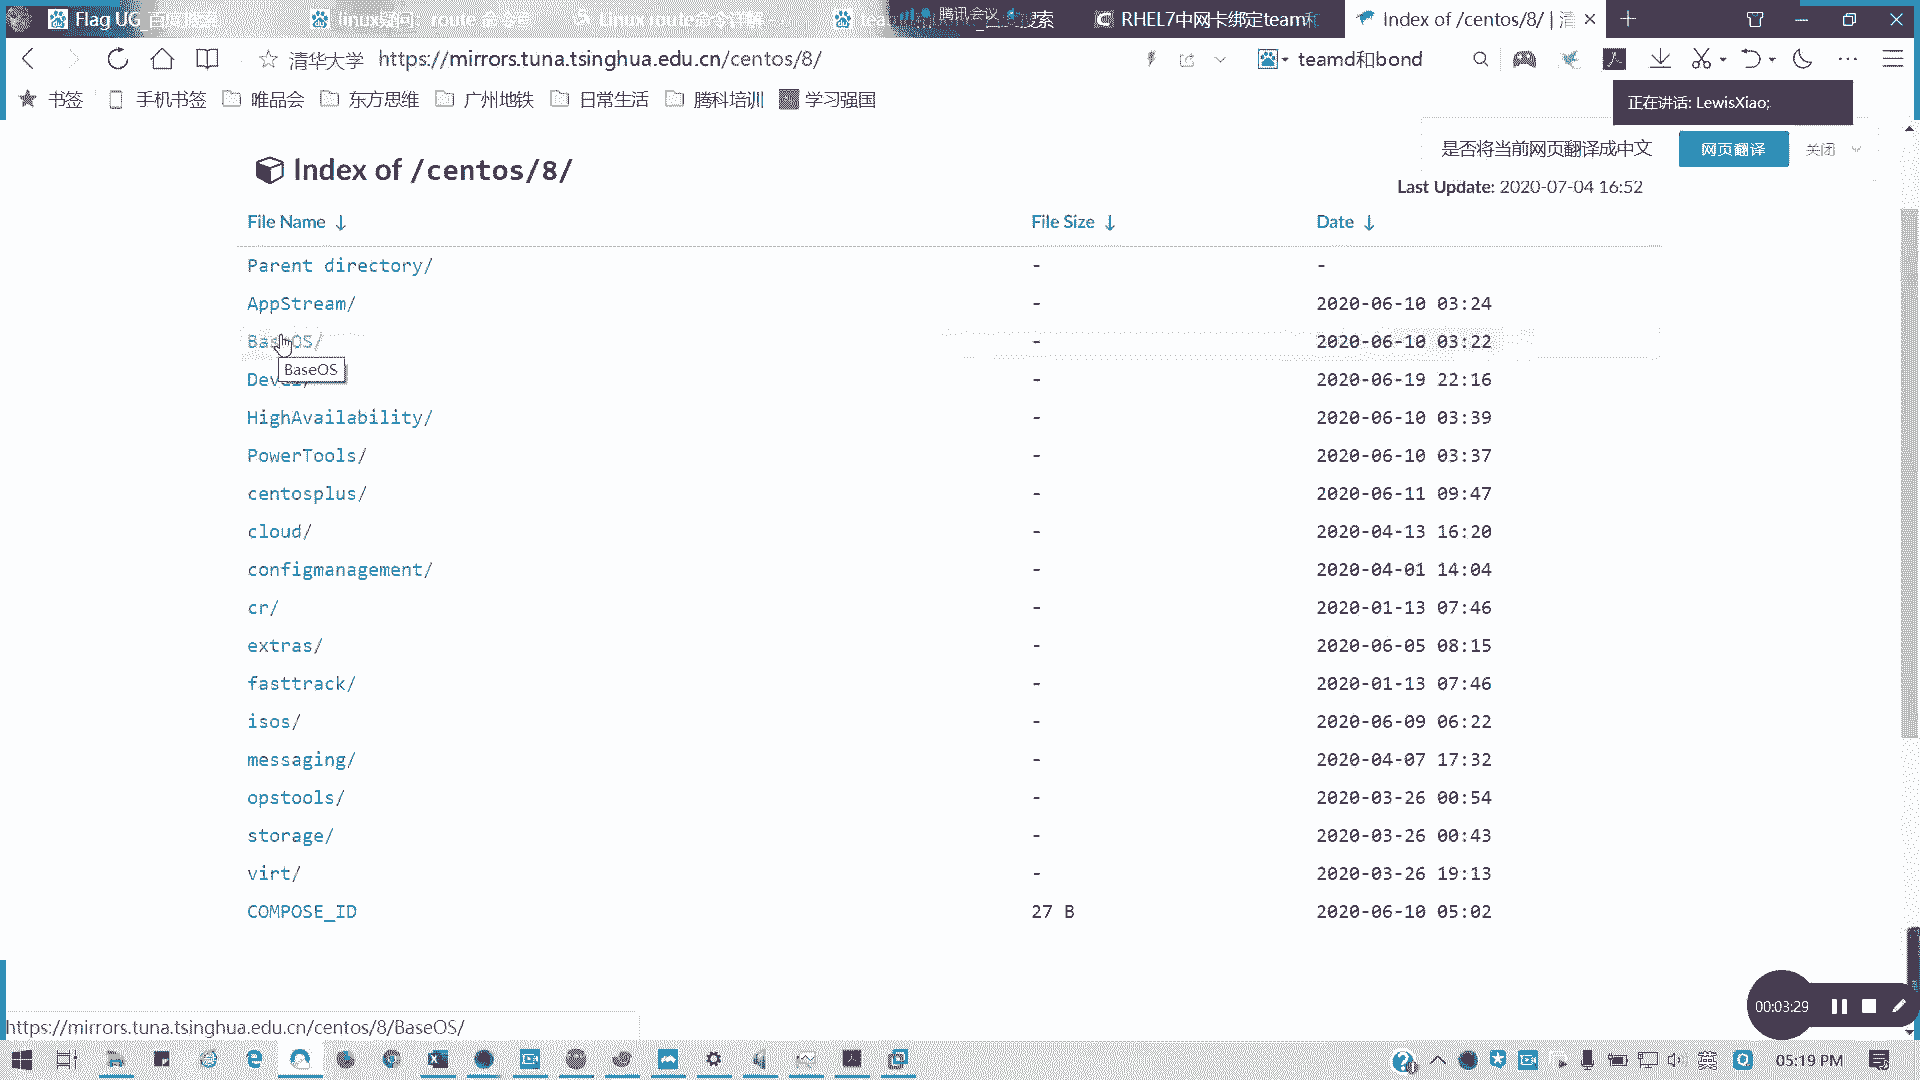 Flag UG_百度搜索
linux疑问：route 命令
Linux route命令详解
腾讯会议
搜索
RHEL7中网卡绑定team和
Index of /centos/8/ | 清
清华大学 https://mirrors.tuna.tsinghua.edu.cn/centos/8/
teamd和bond
书签 手机书签 唯品会 东方思维 广州地铁 日常生活 腾科培训 学习强国
正在讲话: LewisXiao;
是否将当前网页翻译成中文 网页翻译 关闭
Index of /centos/8/
Last Update: 2020-07-04 16:52
File Name ↓ File Size ↓ Date ↓
Parent directory/ - -
AppStream/ - 2020-06-10 03:24
BaseOS/ - 2020-06-10 03:22
BaseOS
Devel/ - 2020-06-19 22:16
HighAvailability/ - 2020-06-10 03:39
PowerTools/ - 2020-06-10 03:37
centosplus/ - 2020-06-11 09:47
cloud/ - 2020-04-13 16:20
configmanagement/ - 2020-04-01 14:04
cr/ - 2020-01-13 07:46
extras/ - 2020-06-05 08:15
fasttrack/ - 2020-01-13 07:46
isos/ - 2020-06-09 06:22
messaging/ - 2020-04-07 17:32
opstools/ - 2020-03-26 00:54
storage/ - 2020-03-26 00:43
virt/ - 2020-03-26 19:13
COMPOSE_ID 27 B 2020-06-10 05:02
00:03:29
https://mirrors.tuna.tsinghua.edu.cn/centos/8/BaseOS/
英
05:19 PM